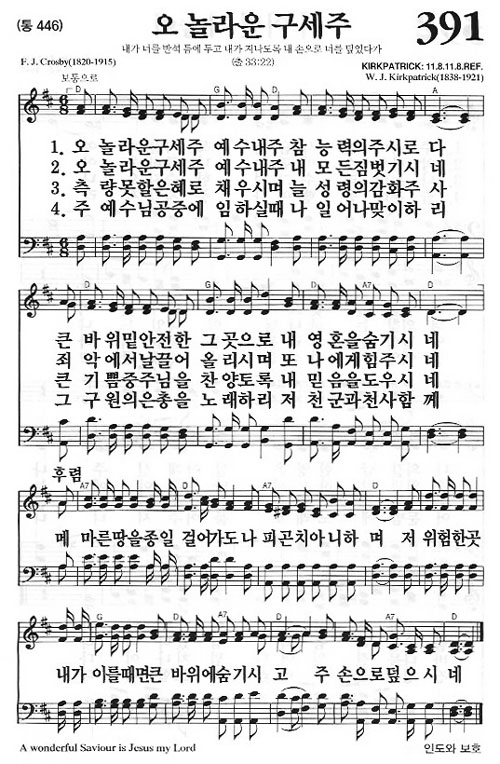 (통 446)
오 놀라운 구세주
391
내가 너를 반석 틈에 두고 내가 지나도록 내 손으로 너를 덮었다가
F. J. Crosby(1820-1915)
(출 33:22)
KIRKPATRICK: 11.8.11.8.REF.
보통으로
W. J. Kirkpatrick(1838-1921)
D G D A
1. 오 놀라운구세주 예수내주 참 능력의주시로 다
2. 오 놀라운구세주 예수내주 내 모든짐벗기시 네
3. 측 량못할은혜로 채우시며 늘 성령의감화주 사
4. 주 예수님공중에 임하실때 나 일어나맞이하 리
A7 D G D A7 D
큰 바위밑안전한 그곳으로 내 영혼을숨기시 네
죄 악에서날끌어 올리시며 또 나에게힘주시 네
큰 기쁨중주님을 찬양토록 내 믿음을도우시 네
그 구원의은총을 노래하리 저 천군과천사함 께
후렴
D A7 D
메 마른땅을종일 걸어가도나 피곤치아니하 며 저 위험한곳
G D A7 D
내가 이를때면큰 바위에숨기시 고 주 손으로덮으시 네
A wonderful Saviour is Jesus my Lord
인도와 보호